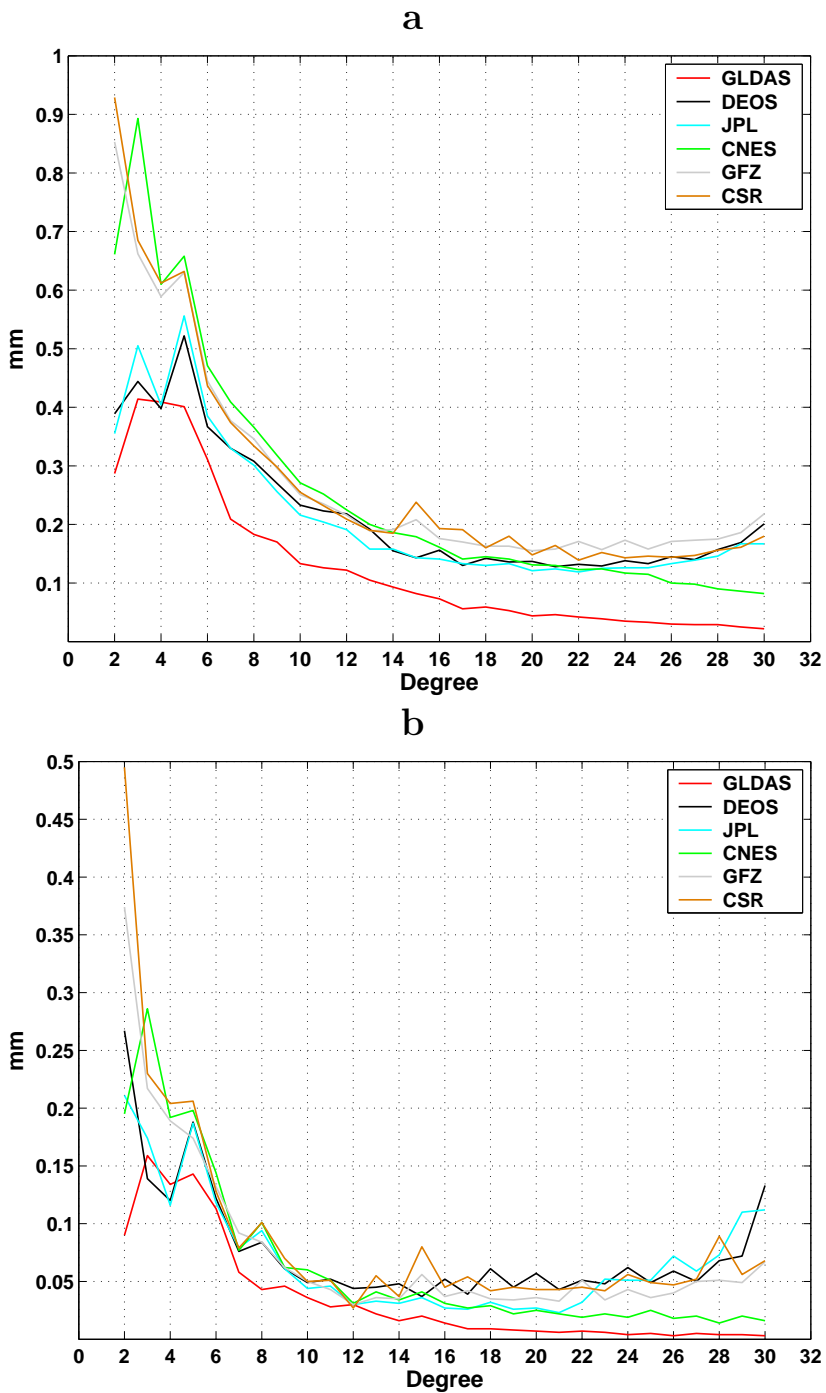 a
1
0.9
0.8
0.7
0.6
0.5
0.4
0.3
0.2
0.1
mm
GLDAS
DEOS
JPL
CNES
GFZ
CSR
0 2 4 6 8 10 12 14 16 18 20 22 24 26 28 30 32
Degree
b
0.5
0.45
0.4
0.35
0.3
0.25
0.2
0.15
0.1
0.05
mm
GLDAS
DEOS
JPL
CNES
GFZ
CSR
0 2 4 6 8 10 12 14 16 18 20 22 24 26 28 30 32
Degree